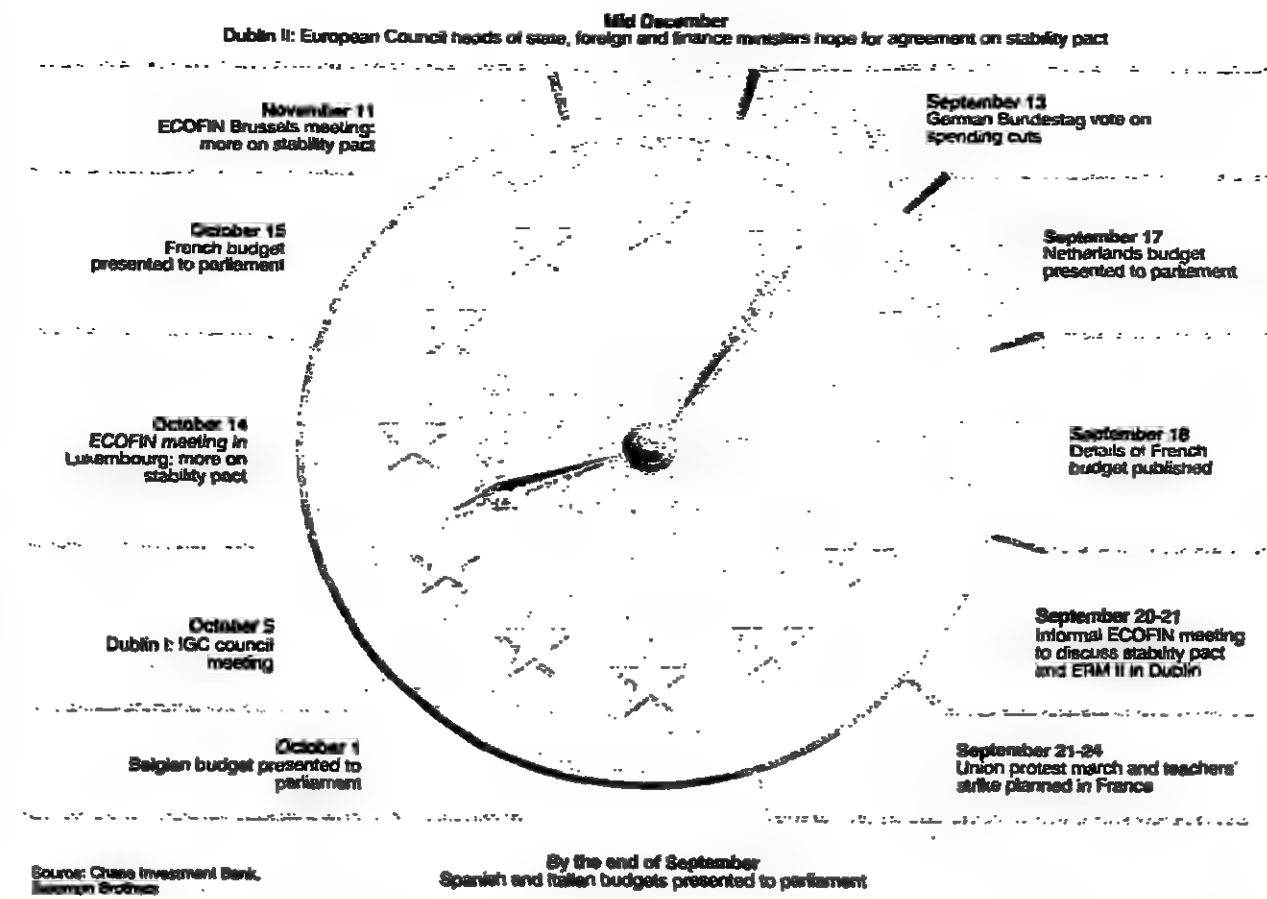 Mid December
Dublin II: European Council heads of state, foreign and finance ministers hope for agreement on stability pact
September 13
German Bundestag vote on
spending cuts
September 17
Netherlands budget
presented to parliament
September 18
Details of French
budget published
September 20-21
Informal ECOFIN meeting
to discuss stability pact
and ERM II in Dublin
September 21-24
Union protest march and teachers'
strike planned in France
By the end of September
Spanish and Italian budgets presented to parliament
October 1
Belgian budget presented to
parliament
October 5
Dublin I: IGC council
meeting
October 14
ECOFIN meeting in
Luxembourg: more on
stability pact
October 15
French budget
presented to parliament
November 11
ECOFIN Brussels meeting:
more on stability pact
Source: Chase Investment Bank,
Salomon Brothers